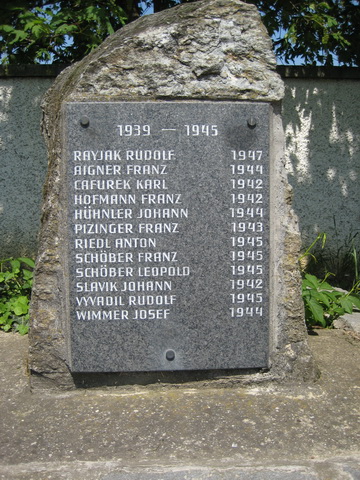 1939 — 1945
RAYJAK RUDOLF 1947
AIGNER FRANZ 1944
CAFUREK KARL 1942
HOFMANN FRANZ 1942
HÜHNLER JOHANN 1944
PIZINGER FRANZ 1943
RIEDL ANTON 1945
SCHÖBER FRANZ 1945
SCHÖBER LEOPOLD 1945
SLAVIK JOHANN 1942
VYVADIL RUDOLF 1945
WIMMER JOSEF 1944